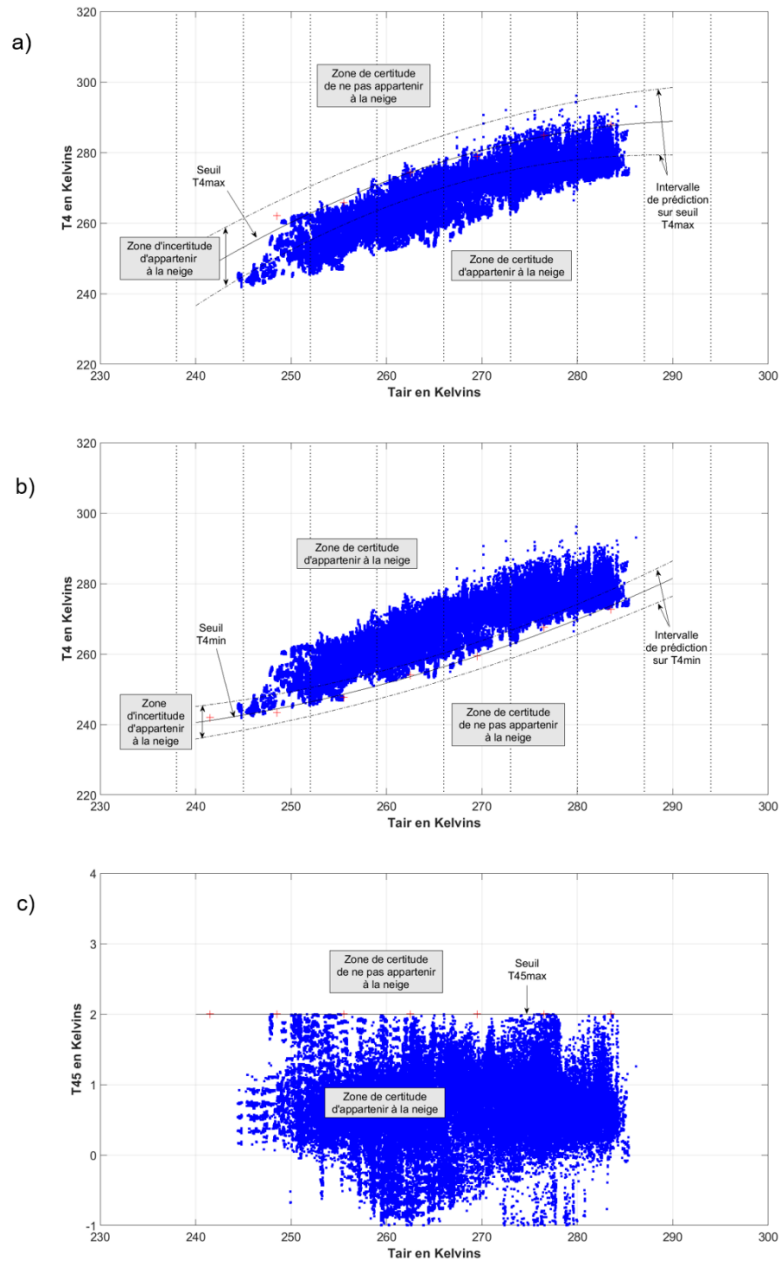 a)
320
300
280
260
240
220
T4 en Kelvins
Zone de certitude
de ne pas appartenir
à la neige
Seuil
T4max
Zone d'incertitude
d'appartenir
à la neige
Intervalle
de prédiction
sur seuil
T4max
Zone de certitude
d'appartenir à la neige
230 240 250 260 270 280 290 300
Tair en Kelvins
b)
320
300
280
260
240
220
T4 en Kelvins
Zone de certitude
d'appartenir à la neige
Seuil
T4min
Zone
d'incertitude
d'appartenir
à la neige
Intervalle
de prédiction
sur T4min
Zone de certitude
de ne pas appartenir
à la neige
230 240 250 260 270 280 290 300
Tair en Kelvins
c)
4
3
2
1
0
-1
T45 en Kelvins
Zone de certitude
de ne pas appartenir
à la neige
Seuil
T45max
Zone de certitude
d'appartenir à la neige
230 240 250 260 270 280 290 300
Tair en Kelvins